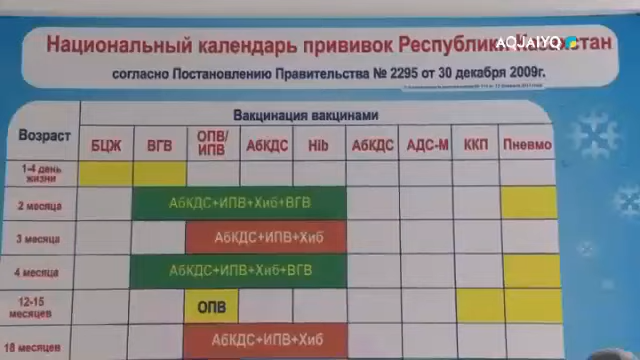 AQJAIYQ
Национальный календарь прививок Республики Казахстан
согласно Постановлению Правительства № 2295 от 30 декабря 2009г.
Вакцинация вакцинами
Возраст
БЦЖ ВГВ ОПВ/ИПВ АбКДС Hib АбКДС АДС-М ККП Пневмо
1-4 день жизни
2 месяца АбКДС+ИПВ+Хиб+ВГВ
3 месяца АбКДС+ИПВ+Хиб
4 месяца АбКДС+ИПВ+Хиб+ВГВ
12-15 месяцев ОПВ
18 месяцев АбКДС+ИПВ+Хиб